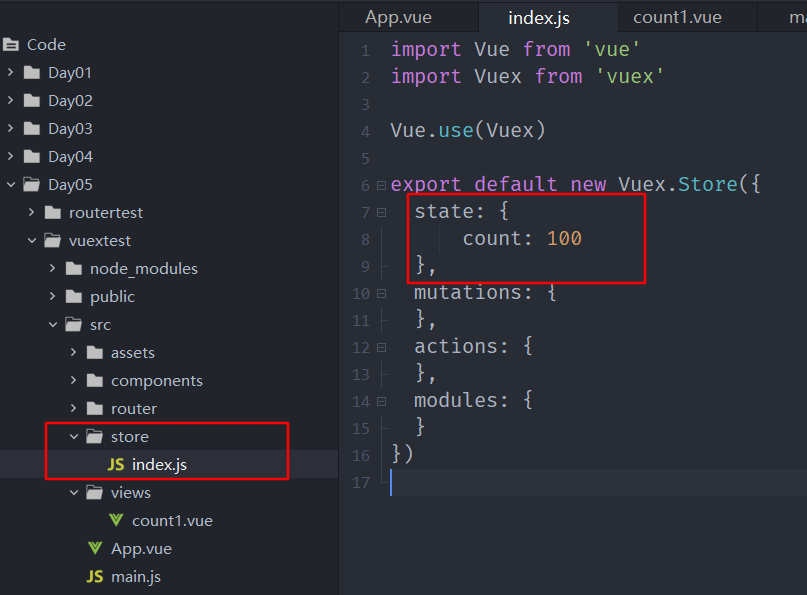 App.vue
index.js
count1.vue
Code
Day01
Day02
Day03
Day04
Day05
routertest
vuextest
node_modules
public
src
assets
components
router
store
JS index.js
views
count1.vue
App.vue
JS main.js
1 import Vue from 'vue'
2 import Vuex from 'vuex'
3
4 Vue.use(Vuex)
5
6 export default new Vuex.Store({
7 state: {
8 count: 100
9 },
10 mutations: {
11 },
12 actions: {
13 },
14 modules: {
15 }
16 })
17